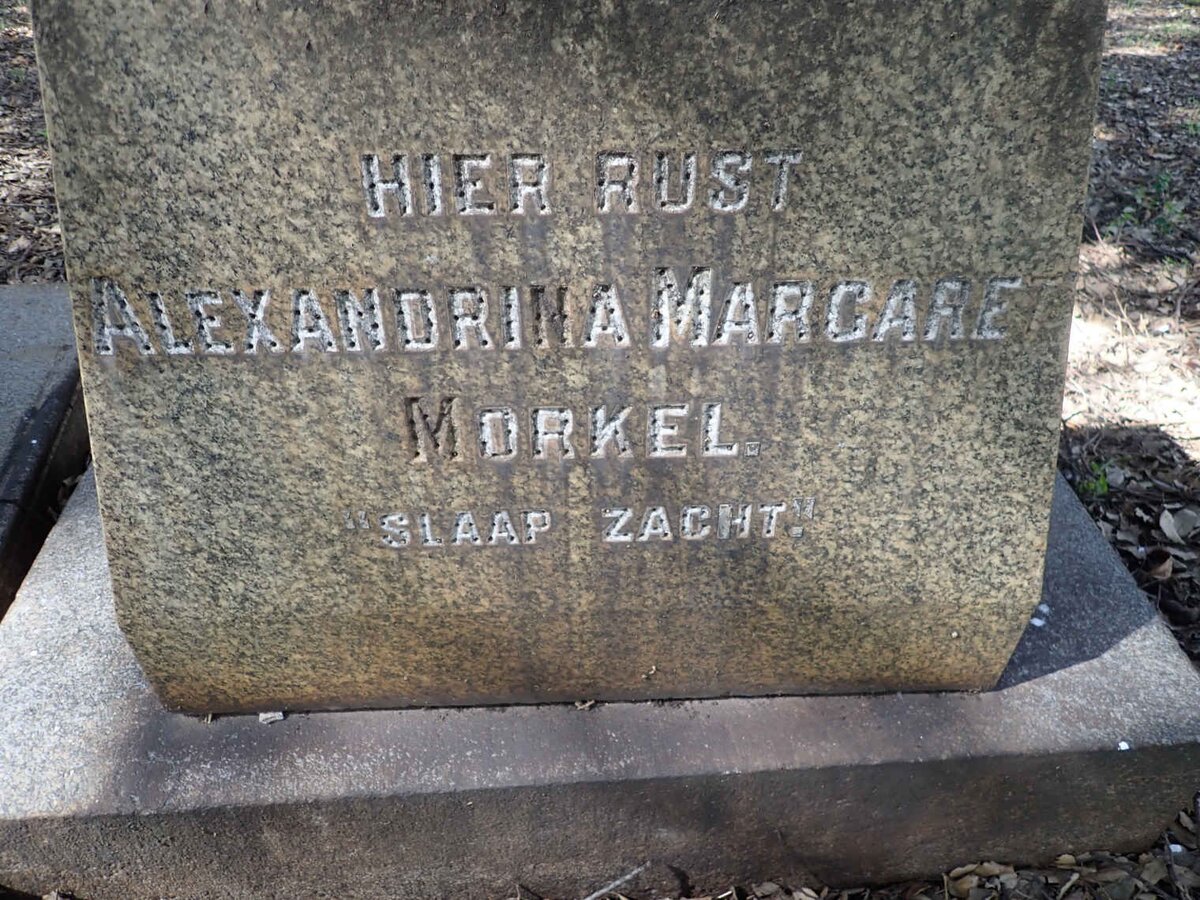 HIER RUST
ALEXANDRINA MARGARE
MORKEL.
"SLAAP ZACHT!"